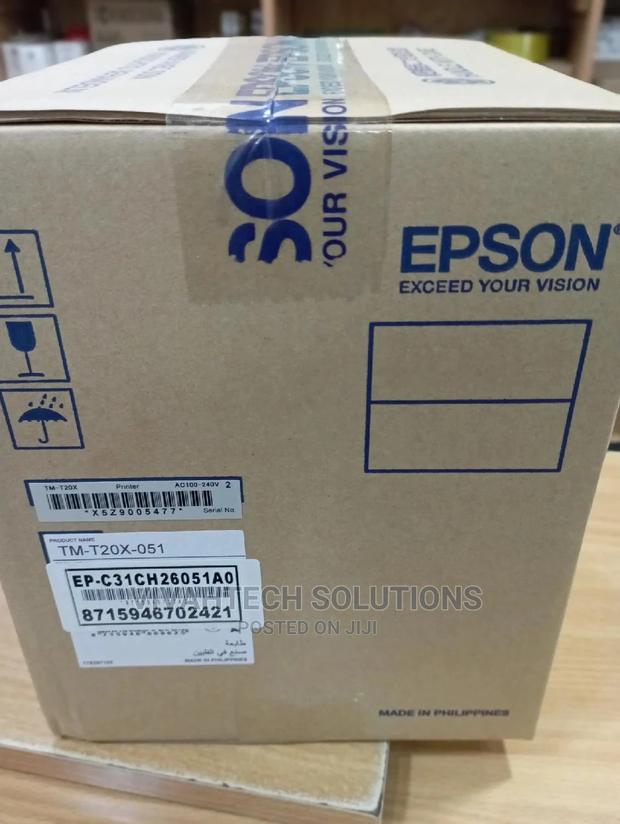 EPSON
EXCEED YOUR VISION
SON
YOUR VISION
TM-T20X Printer AC100-240V 2
*X5Z9005477*
Serial No.
PRODUCT NAME
TM-T20X-051
EP-C31CH26051A0
8715946702421
طابعة
صنع في الفلبين
MADE IN PHILIPPINES
MADE IN PHILIPPINES
TECH SOLUTIONS
POSTED ON JIJI